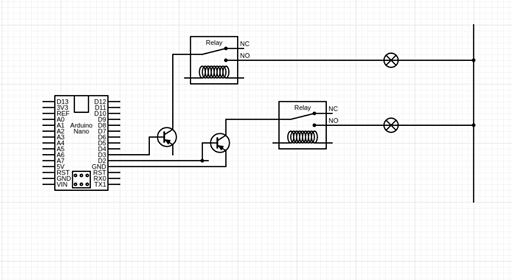 Relay
NC
NO
Relay
NC
NO
D13 D12
3V3 D11
REF D10
A0 D9
A1 Arduino D8
A2 Nano D7
A3 D6
A4 D5
A5 D4
A6 D3
A7 D2
5V GND
RST RST
GND RX0
VIN TX1